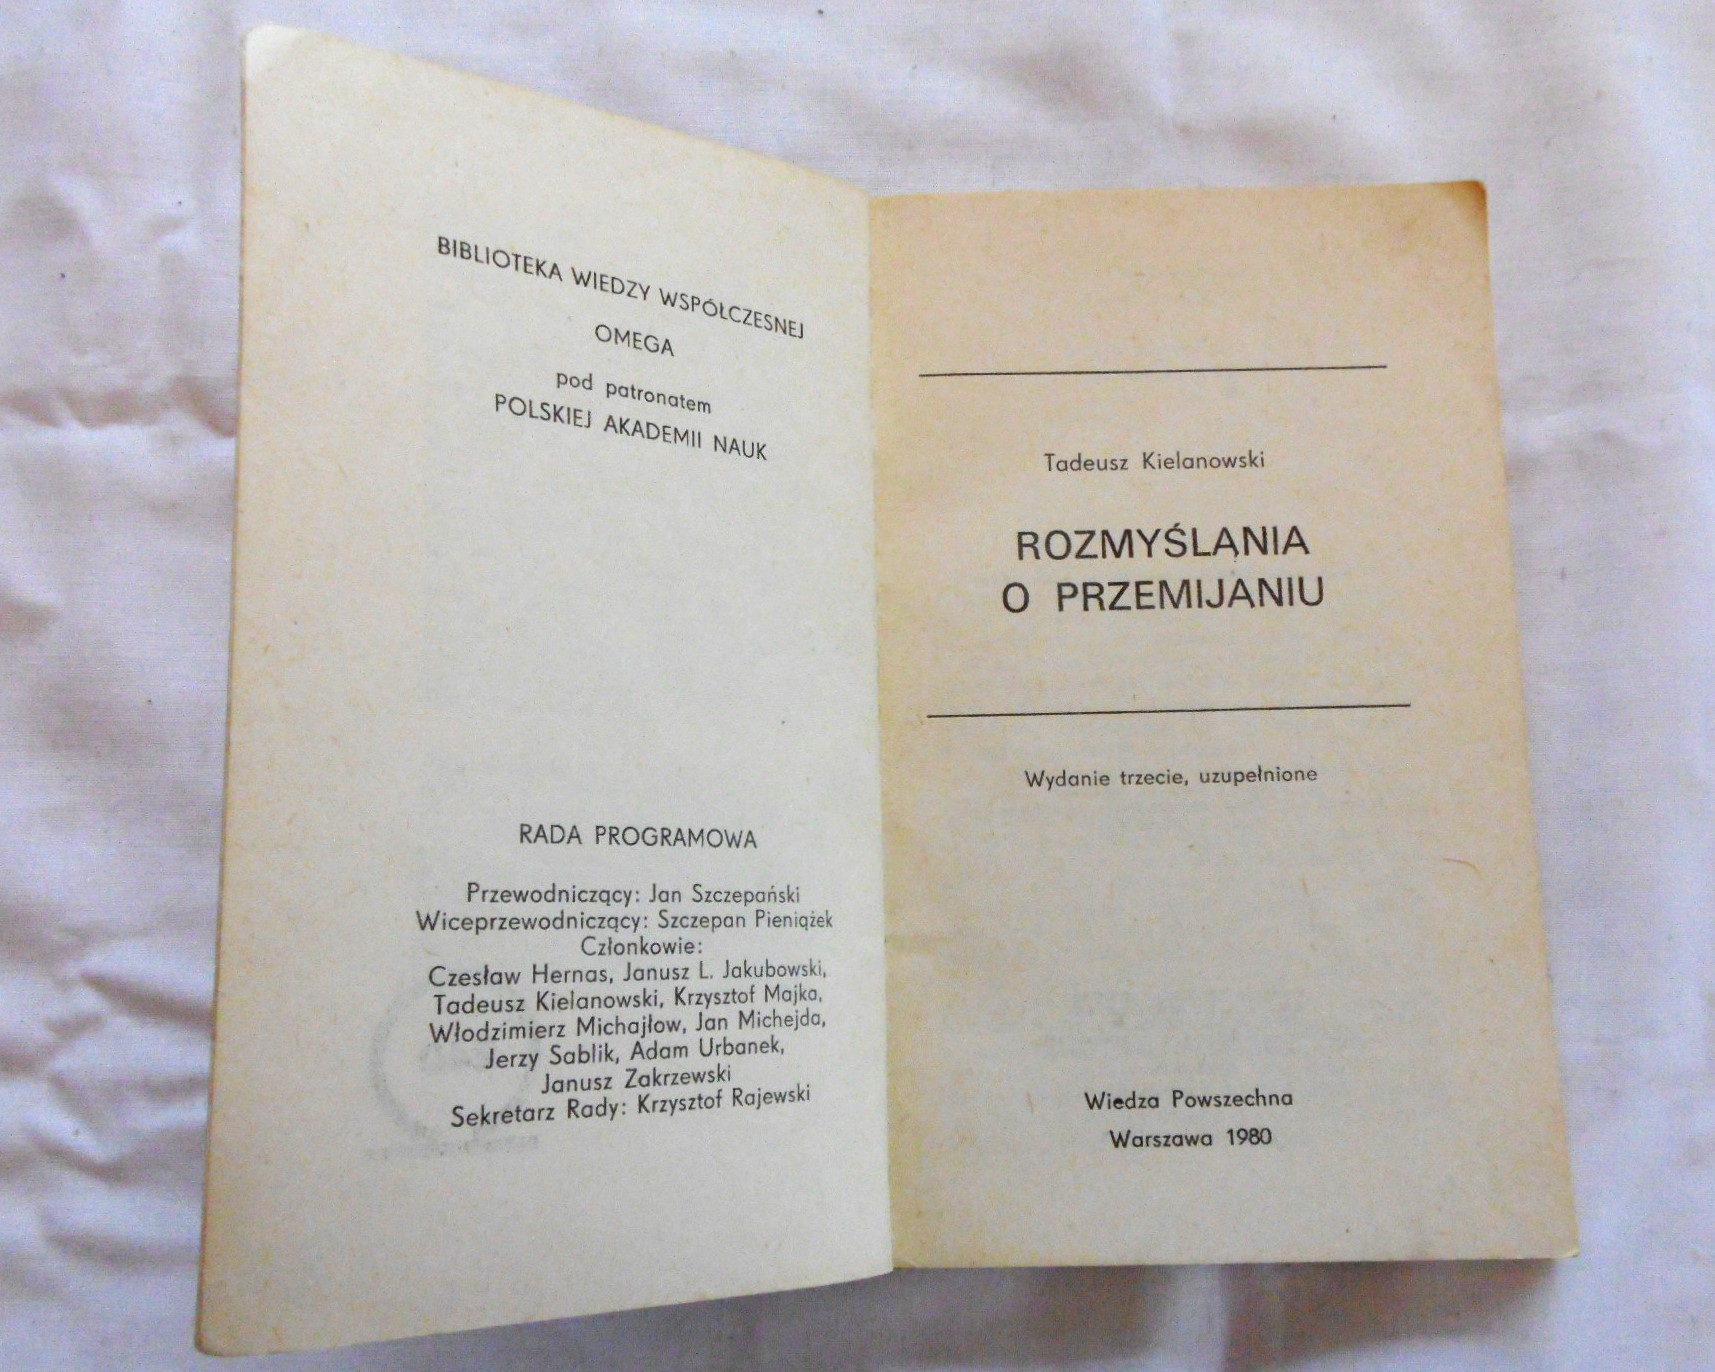 BIBLIOTEKA WIEDZY WSPÓŁCZESNEJ
OMEGA
pod patronatem
POLSKIEJ AKADEMII NAUK
RADA PROGRAMOWA
Przewodniczący: Jan Szczepański
Wiceprzewodniczący: Szczepan Pieniążek
Członkowie:
Czesław Hernas, Janusz L. Jakubowski,
Tadeusz Kielanowski, Krzysztof Majka,
Włodzimierz Michajłow, Jan Michejda,
Jerzy Sablik, Adam Urbanek,
Janusz Zakrzewski
Sekretarz Rady: Krzysztof Rajewski
Tadeusz Kielanowski
ROZMYŚLANIA
O PRZEMIJANIU
Wydanie trzecie, uzupełnione
Wiedza Powszechna
Warszawa 1980